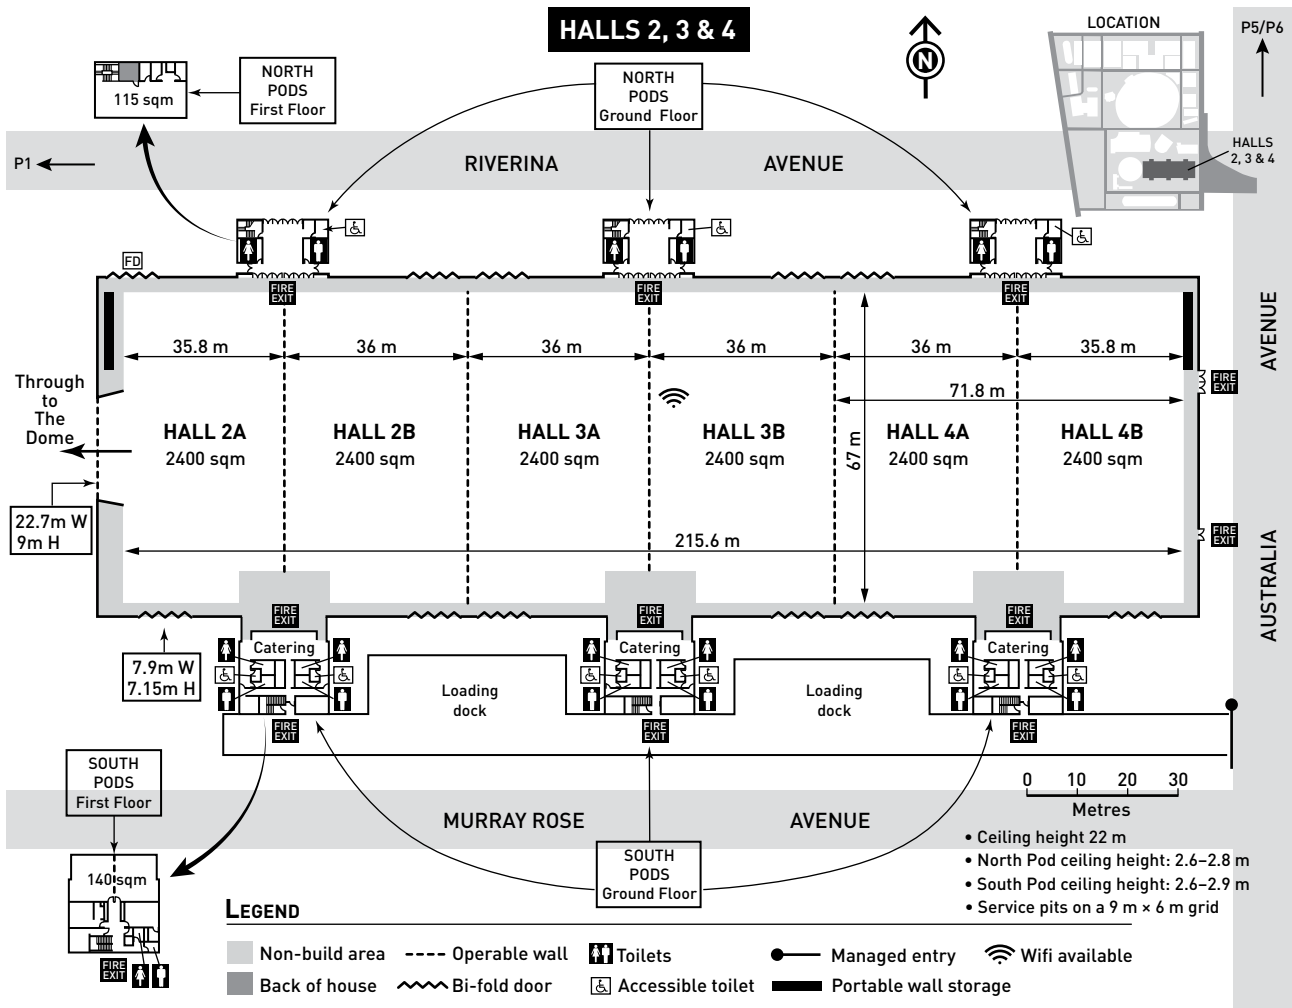 HALLS 2, 3 & 4
LOCATION
P5/P6
N
NORTH
PODS
First Floor
115 sqm
NORTH
PODS
Ground Floor
HALLS
2, 3 & 4
P1
RIVERINA AVENUE
FD
FIRE
EXIT
FIRE
EXIT
FIRE
EXIT
35.8 m
36 m
36 m
36 m
36 m
35.8 m
71.8 m
67 m
FIRE
EXIT
AVENUE
Through
to
The
Dome
HALL 2A
2400 sqm
HALL 2B
2400 sqm
HALL 3A
2400 sqm
HALL 3B
2400 sqm
HALL 4A
2400 sqm
HALL 4B
2400 sqm
22.7m W
9m H
215.6 m
FIRE
EXIT
AUSTRALIA
FIRE
EXIT
FIRE
EXIT
FIRE
EXIT
Catering
Catering
Catering
7.9m W
7.15m H
Loading
dock
Loading
dock
FIRE
EXIT
FIRE
EXIT
FIRE
EXIT
SOUTH
PODS
First Floor
0 10 20 30
Metres
MURRAY ROSE AVENUE
SOUTH
PODS
Ground Floor
140 sqm
FIRE
EXIT
• Ceiling height 22 m
• North Pod ceiling height: 2.6–2.8 m
• South Pod ceiling height: 2.6–2.9 m
• Service pits on a 9 m × 6 m grid
LEGEND
Non-build area
Operable wall
Toilets
Managed entry
Wifi available
Back of house
Bi-fold door
Accessible toilet
Portable wall storage